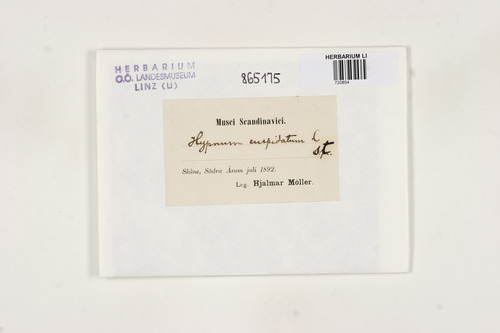 HERBARIUM
O.Ö. LANDESMUSEUM
LINZ (U)
865175
HERBARIUM LI
Musci Scandinavici.
Hypnum cuspidatum L
st.
Skåne, Södra Åsum juli 1892.
Leg. Hjalmar Möller.